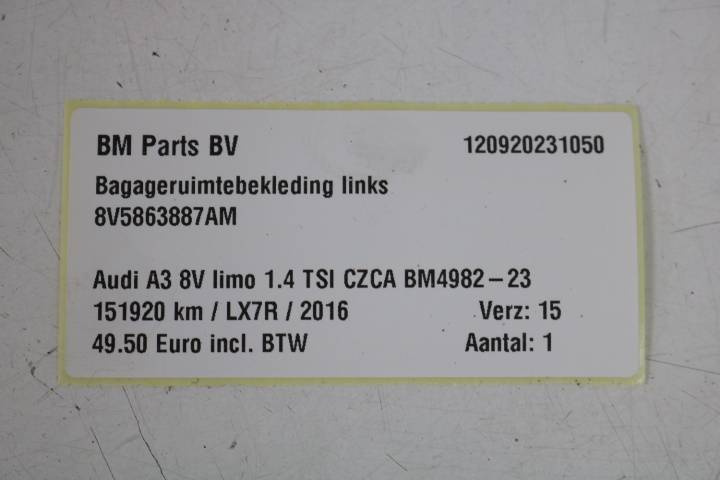 BM Parts BV 120920231050
Bagageruimtebekleding links
8V5863887AM
Audi A3 8V limo 1.4 TSI CZCA BM4982-23
151920 km / LX7R / 2016 Verz: 15
49.50 Euro incl. BTW Aantal: 1